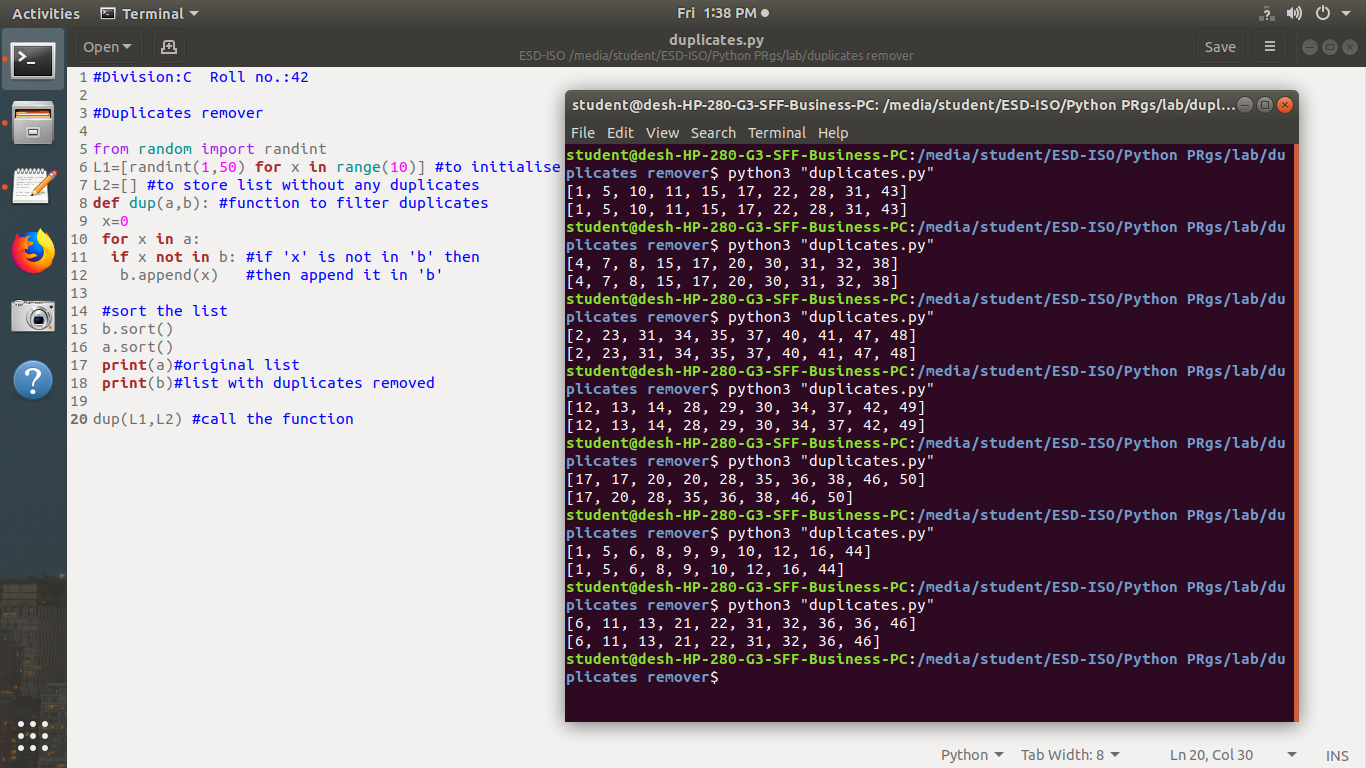 Activities Terminal Fri 1:38 PM
Open duplicates.py Save
ESD-ISO /media/student/ESD-ISO/Python PRgs/lab/duplicates remover
1 #Division:C  Roll no.:42
2
3 #Duplicates remover
4
5 from random import randint
6 L1=[randint(1,50) for x in range(10)] #to initialise
7 L2=[] #to store list without any duplicates
8 def dup(a,b): #function to filter duplicates
9  x=0
10  for x in a:
11   if x not in b: #if 'x' is not in 'b' then
12    b.append(x)   #then append it in 'b'
13
14  #sort the list
15  b.sort()
16  a.sort()
17  print(a)#original list
18  print(b)#list with duplicates removed
19
20 dup(L1,L2) #call the function
student@desh-HP-280-G3-SFF-Business-PC: /media/student/ESD-ISO/Python PRgs/lab/dupl...
File Edit View Search Terminal Help
student@desh-HP-280-G3-SFF-Business-PC:/media/student/ESD-ISO/Python PRgs/lab/du
plicates remover$ python3 "duplicates.py"
[1, 5, 10, 11, 15, 17, 22, 28, 31, 43]
[1, 5, 10, 11, 15, 17, 22, 28, 31, 43]
student@desh-HP-280-G3-SFF-Business-PC:/media/student/ESD-ISO/Python PRgs/lab/du
plicates remover$ python3 "duplicates.py"
[4, 7, 8, 15, 17, 20, 30, 31, 32, 38]
[4, 7, 8, 15, 17, 20, 30, 31, 32, 38]
student@desh-HP-280-G3-SFF-Business-PC:/media/student/ESD-ISO/Python PRgs/lab/du
plicates remover$ python3 "duplicates.py"
[2, 23, 31, 34, 35, 37, 40, 41, 47, 48]
[2, 23, 31, 34, 35, 37, 40, 41, 47, 48]
student@desh-HP-280-G3-SFF-Business-PC:/media/student/ESD-ISO/Python PRgs/lab/du
plicates remover$ python3 "duplicates.py"
[12, 13, 14, 28, 29, 30, 34, 37, 42, 49]
[12, 13, 14, 28, 29, 30, 34, 37, 42, 49]
student@desh-HP-280-G3-SFF-Business-PC:/media/student/ESD-ISO/Python PRgs/lab/du
plicates remover$ python3 "duplicates.py"
[17, 17, 20, 20, 28, 35, 36, 38, 46, 50]
[17, 20, 28, 35, 36, 38, 46, 50]
student@desh-HP-280-G3-SFF-Business-PC:/media/student/ESD-ISO/Python PRgs/lab/du
plicates remover$ python3 "duplicates.py"
[1, 5, 6, 8, 9, 9, 10, 12, 16, 44]
[1, 5, 6, 8, 9, 10, 12, 16, 44]
student@desh-HP-280-G3-SFF-Business-PC:/media/student/ESD-ISO/Python PRgs/lab/du
plicates remover$ python3 "duplicates.py"
[6, 11, 13, 21, 22, 31, 32, 36, 36, 46]
[6, 11, 13, 21, 22, 31, 32, 36, 46]
student@desh-HP-280-G3-SFF-Business-PC:/media/student/ESD-ISO/Python PRgs/lab/du
plicates remover$
Python Tab Width: 8 Ln 20, Col 30 INS